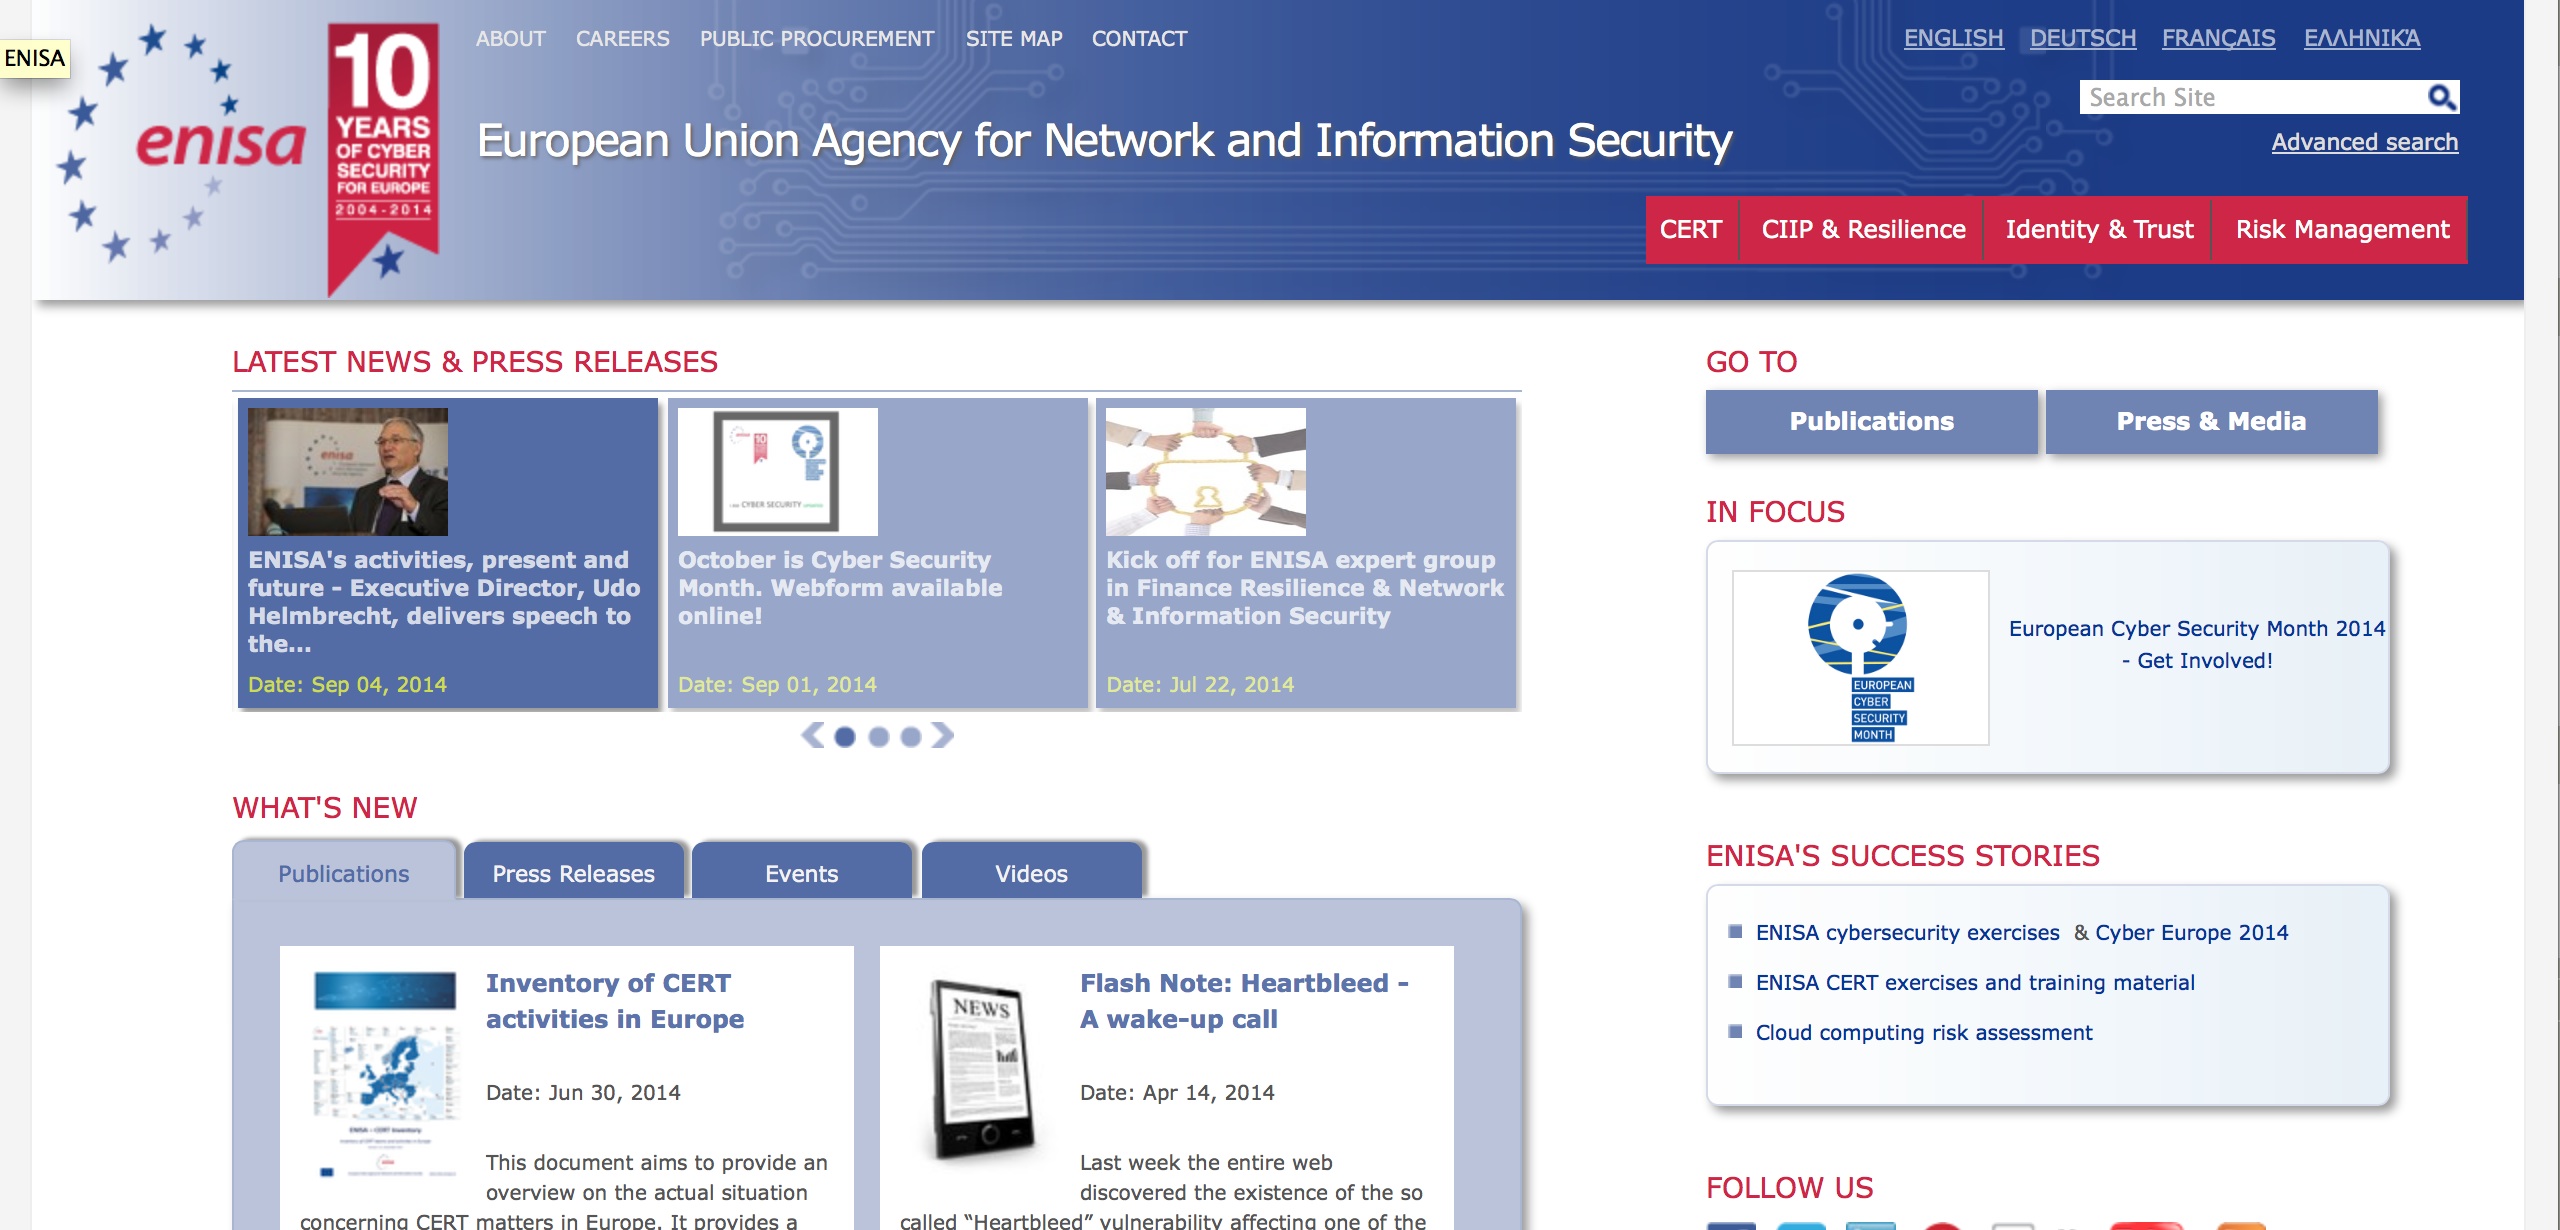 ENISA
enisa
10
YEARS
OF CYBER
SECURITY
FOR EUROPE
2004-2014
ABOUT CAREERS PUBLIC PROCUREMENT SITE MAP CONTACT
ENGLISH DEUTSCH FRANÇAIS ΕΛΛΗΝΙΚΆ
Search Site
Advanced search
European Union Agency for Network and Information Security
CERT CIIP & Resilience Identity & Trust Risk Management
LATEST NEWS & PRESS RELEASES
enisa
ENISA's activities, present and
future - Executive Director, Udo
Helmbrecht, delivers speech to
the...
Date: Sep 04, 2014
CYBER SECURITY
October is Cyber Security
Month. Webform available
online!
Date: Sep 01, 2014
Kick off for ENISA expert group
in Finance Resilience & Network
& Information Security
Date: Jul 22, 2014
WHAT'S NEW
Publications Press Releases Events Videos
Inventory of CERT
activities in Europe
Date: Jun 30, 2014
This document aims to provide an
overview on the actual situation
concerning CERT matters in Europe. It provides a
NEWS
Flash Note: Heartbleed -
A wake-up call
Date: Apr 14, 2014
Last week the entire web
discovered the existence of the so
called “Heartbleed” vulnerability affecting one of the
GO TO
Publications Press & Media
IN FOCUS
EUROPEAN
CYBER
SECURITY
MONTH
European Cyber Security Month 2014
- Get Involved!
ENISA'S SUCCESS STORIES
ENISA cybersecurity exercises & Cyber Europe 2014
ENISA CERT exercises and training material
Cloud computing risk assessment
FOLLOW US